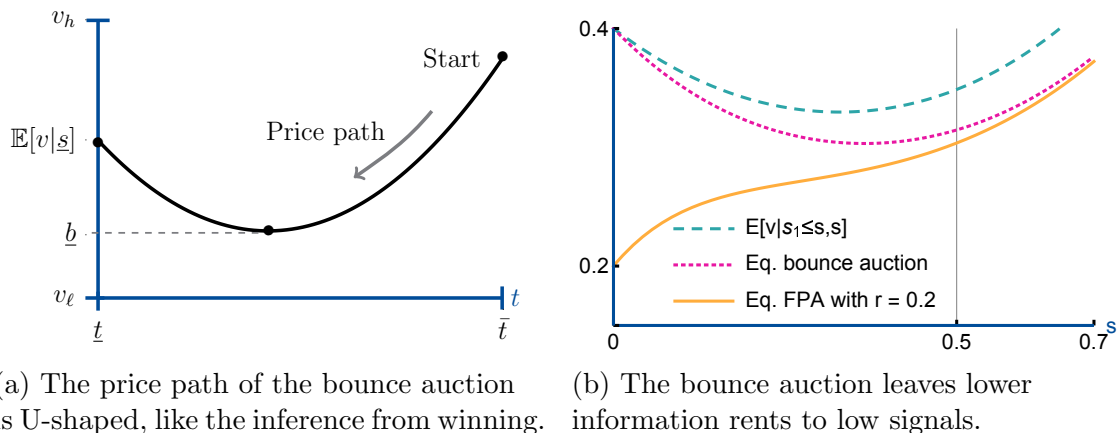 v_h
Start
Price path
𝔼[v|s̲]
b̲
v_ℓ
t
t̲
t̄
0.4
0.2
E[v|s₁≤s,s]
Eq. bounce auction
Eq. FPA with r = 0.2
0
0.5
0.7
s
a) The price path of the bounce auction
s U-shaped, like the inference from winning.
(b) The bounce auction leaves lower
information rents to low signals.